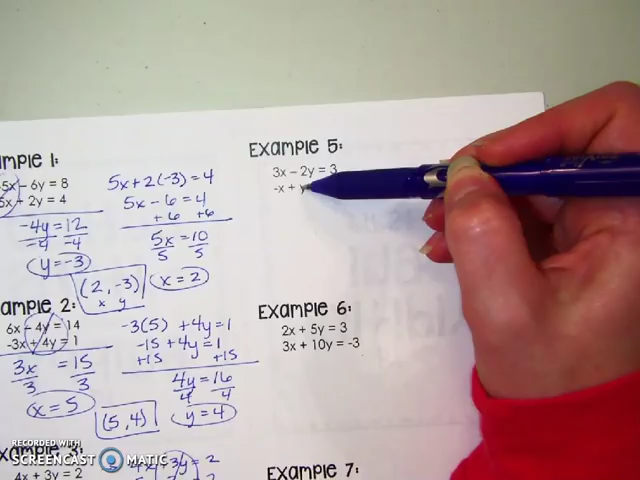 ample 1:
-5x - 6y = 8
5x + 2y = 4
-4y = 12
-4 -4
y = -3
5x + 2(-3) = 4
5x - 6 = 4
+6 +6
5x = 10
5 5
x = 2
(2, -3)
x y
ample 2:
6x - 4y = 14
-3x + 4y = 1
3x = 15
3 3
x = 5
-3(5) + 4y = 1
-15 + 4y = 1
+15 +15
4y = 16
4 4
y = 4
(5, 4)
4x + 3y = 2
Example 5:
3x – 2y = 3
-x + y
Example 6:
2x + 5y = 3
3x + 10y = -3
Example 7:
RECORDED WITH
SCREENCAST MATIC